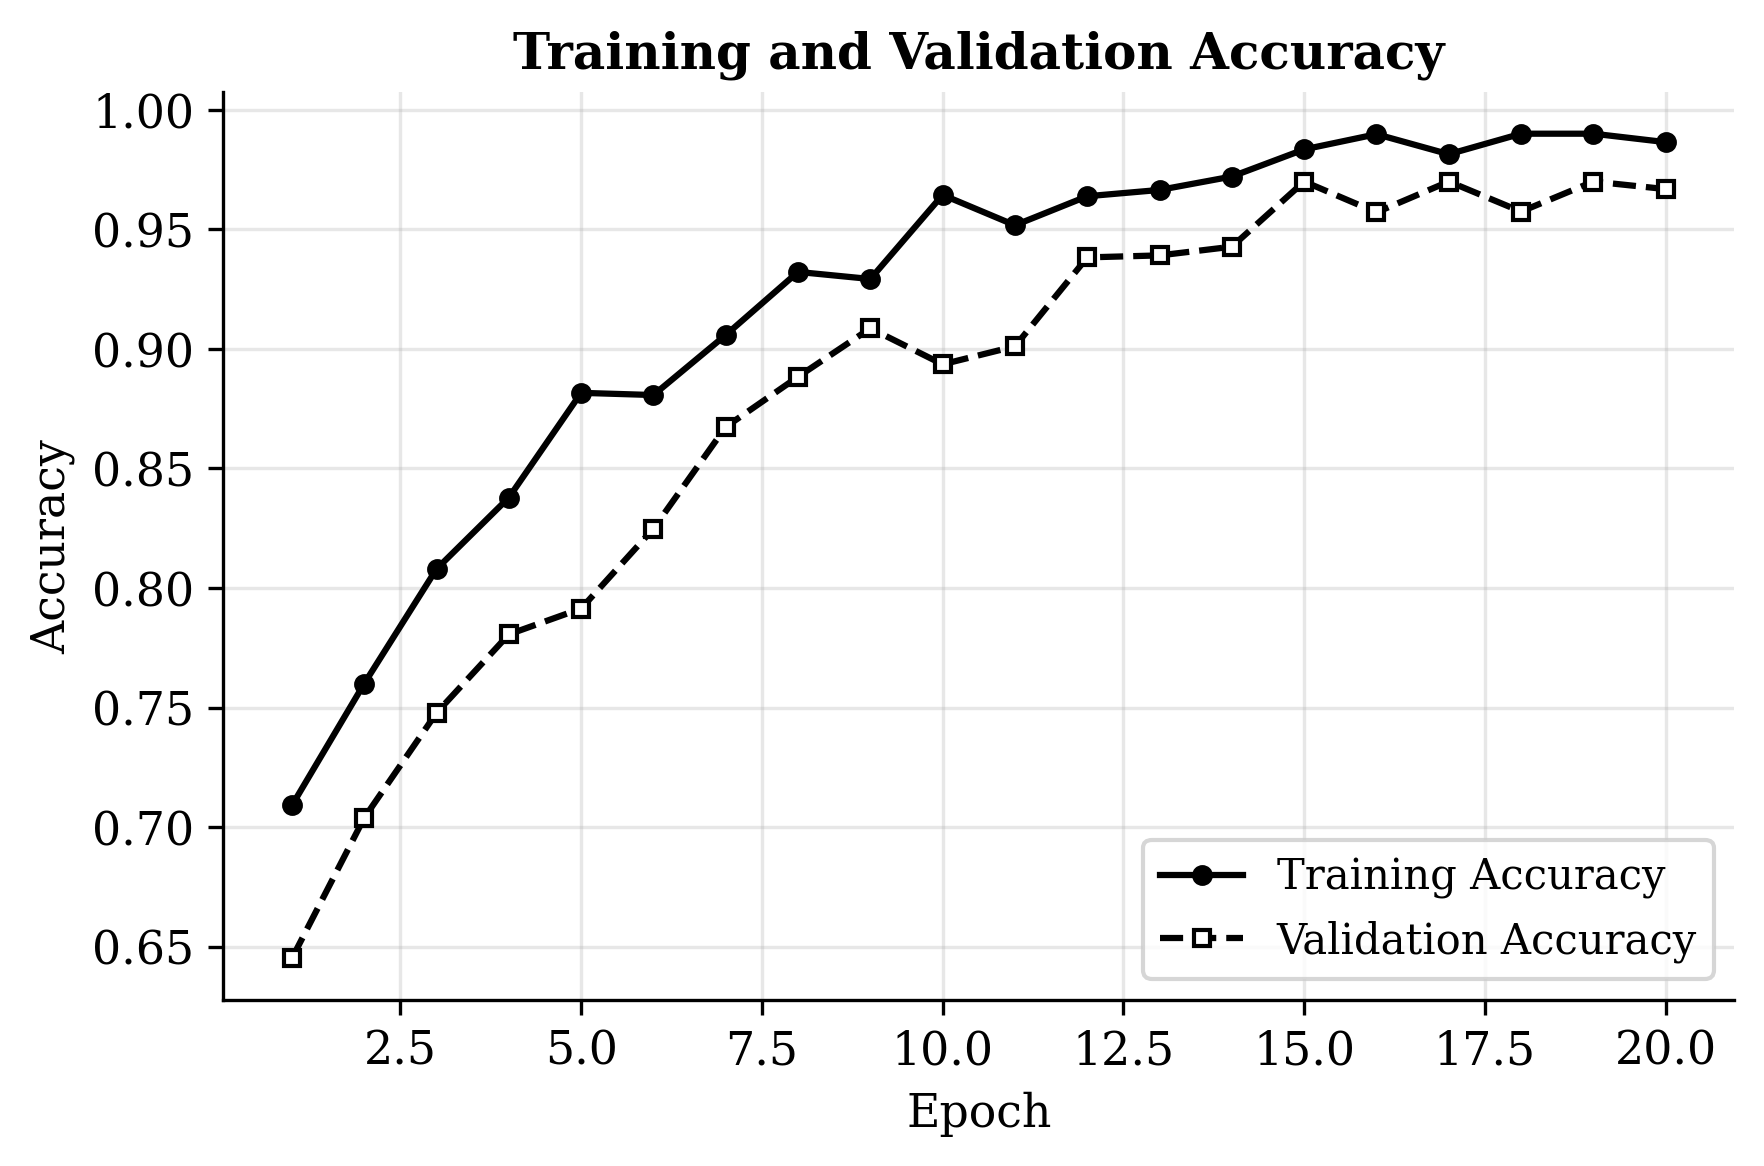 Training and Validation Accuracy
1.00
0.95
0.90
0.85
0.80
0.75
0.70
0.65
Accuracy
Training Accuracy
Validation Accuracy
2.5 5.0 7.5 10.0 12.5 15.0 17.5 20.0
Epoch